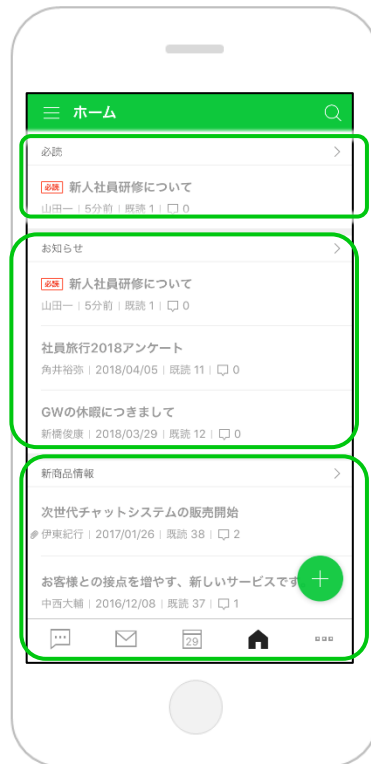 ホーム
必読
必読 新人社員研修について
山田一 | 5分前 | 既読 1 | 0
お知らせ
必読 新人社員研修について
山田一 | 5分前 | 既読 1 | 0
社員旅行2018アンケート
角井裕弥 | 2018/04/05 | 既読 11 | 0
GWの休暇につきまして
新橋俊康 | 2018/03/29 | 既読 12 | 0
新商品情報
次世代チャットシステムの販売開始
伊東紀行 | 2017/01/26 | 既読 38 | 2
お客様との接点を増やす、新しいサービスです
中西大輔 | 2016/12/08 | 既読 37 | 1
29